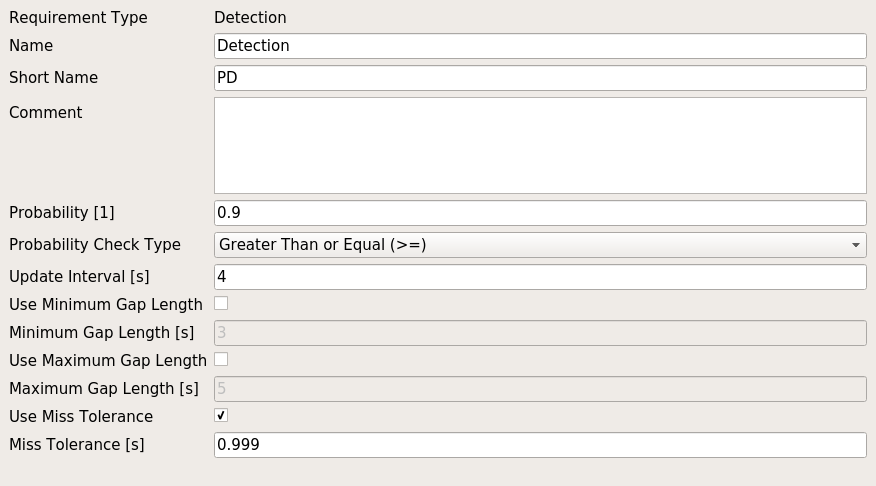 Requirement Type Detection
Name Detection
Short Name PD
Comment
Probability [1] 0.9
Probability Check Type Greater Than or Equal (>=)
Update Interval [s] 4
Use Minimum Gap Length
Minimum Gap Length [s] 3
Use Maximum Gap Length
Maximum Gap Length [s] 5
Use Miss Tolerance
Miss Tolerance [s] 0.999